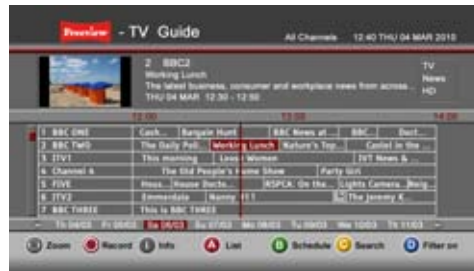 Freeview - TV Guide All Channels 12:40 THU 04 MAR 2010
2 BBC2 TV
Working Lunch News
The latest business, consumer and workplace news from across... HD
THU 04 MAR 12:30 - 12:50
12:00 13:00 14:00
1 BBC ONE Cash... Bargain Hunt BBC News at ... BBC... Doct...
2 BBC TWO The Daily Poli... Working Lunch Nature's Top... Castel in the ...
3 ITV1 This morning Loose Women ITV News & ...
4 Channel 4 The Old People's Home Show Party Girl
5 FIVE Hous... House Docto... RSPCA: On the... Lights Camera... Neig...
6 ITV2 Emmerdale Nanny 911 The Jeremy K...
7 BBC THREE This is BBC THREE
Th 04/03 Fr 05/03 Sa 06/03 Su 07/03 Mo 08/03 Tu 09/03 We 10/03 Th 11/03
Zoom Record i Info A List B Schedule C Search D Filter on